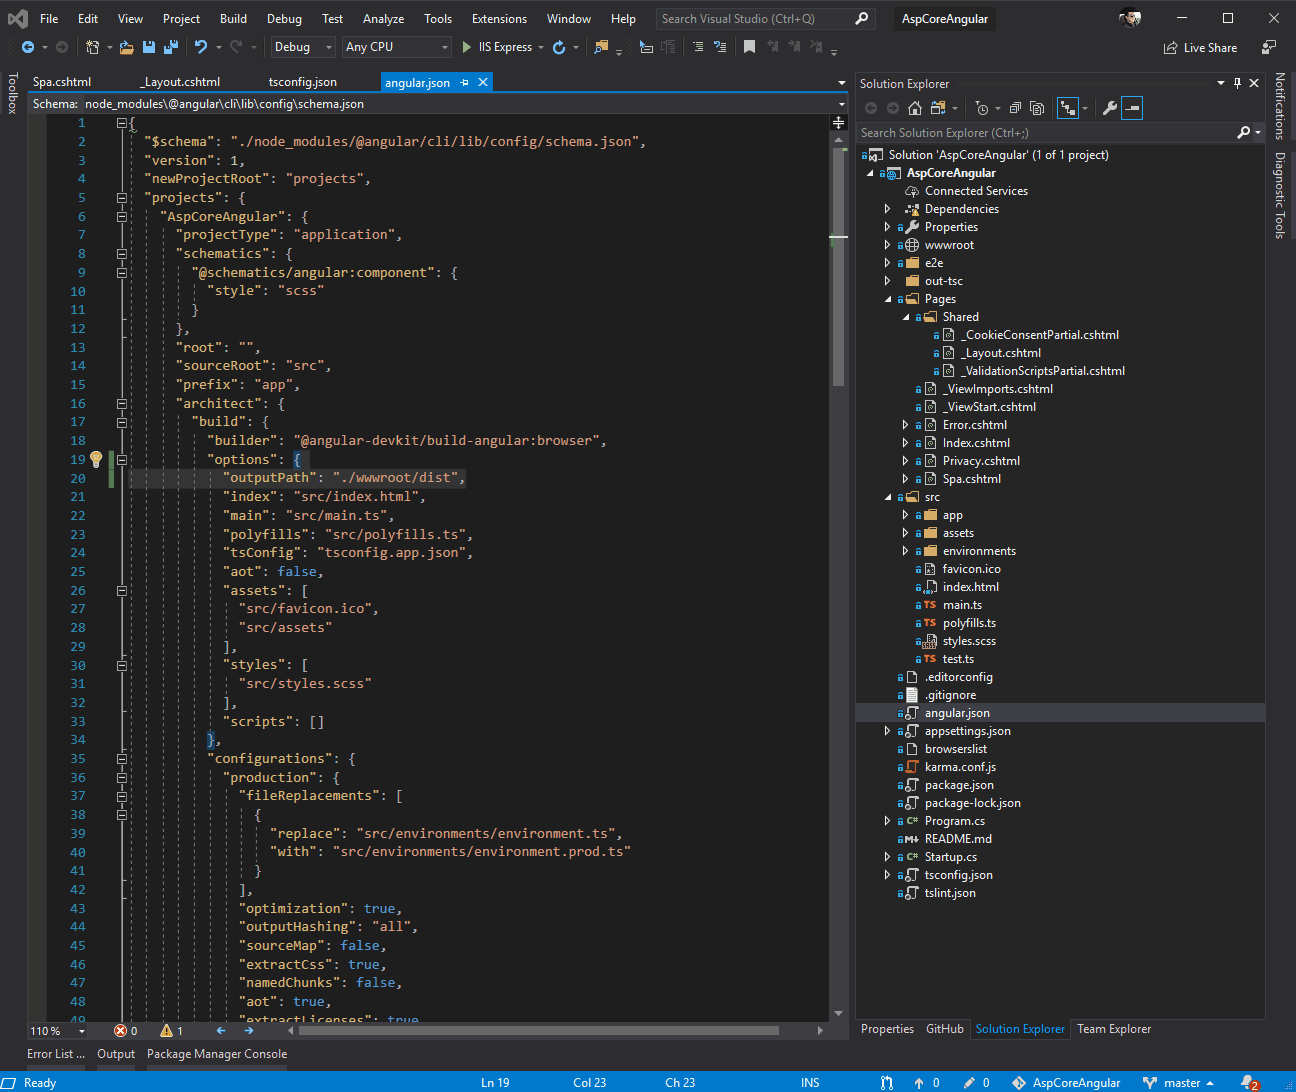 File Edit View Project Build Debug Test Analyze Tools Extensions Window Help Search Visual Studio (Ctrl+Q) AspCoreAngular
Debug Any CPU IIS Express Live Share
Toolbox
Spa.cshtml _Layout.cshtml tsconfig.json angular.json
Schema: node_modules\@angular\cli\lib\config\schema.json
1 {
2 "$schema": "./node_modules/@angular/cli/lib/config/schema.json",
3 "version": 1,
4 "newProjectRoot": "projects",
5 "projects": {
6 "AspCoreAngular": {
7 "projectType": "application",
8 "schematics": {
9 "@schematics/angular:component": {
10 "style": "scss"
11 }
12 },
13 "root": "",
14 "sourceRoot": "src",
15 "prefix": "app",
16 "architect": {
17 "build": {
18 "builder": "@angular-devkit/build-angular:browser",
19 "options": {
20 "outputPath": "./wwwroot/dist",
21 "index": "src/index.html",
22 "main": "src/main.ts",
23 "polyfills": "src/polyfills.ts",
24 "tsConfig": "tsconfig.app.json",
25 "aot": false,
26 "assets": [
27 "src/favicon.ico",
28 "src/assets"
29 ],
30 "styles": [
31 "src/styles.scss"
32 ],
33 "scripts": []
34 },
35 "configurations": {
36 "production": {
37 "fileReplacements": [
38 {
39 "replace": "src/environments/environment.ts",
40 "with": "src/environments/environment.prod.ts"
41 }
42 ],
43 "optimization": true,
44 "outputHashing": "all",
45 "sourceMap": false,
46 "extractCss": true,
47 "namedChunks": false,
48 "aot": true,
49 "extractLicenses": true
110 % 0 1
Solution Explorer
Search Solution Explorer (Ctrl+;)
Solution 'AspCoreAngular' (1 of 1 project)
AspCoreAngular
Connected Services
Dependencies
Properties
wwwroot
e2e
out-tsc
Pages
Shared
_CookieConsentPartial.cshtml
_Layout.cshtml
_ValidationScriptsPartial.cshtml
_ViewImports.cshtml
_ViewStart.cshtml
Error.cshtml
Index.cshtml
Privacy.cshtml
Spa.cshtml
src
app
assets
environments
favicon.ico
index.html
TS main.ts
TS polyfills.ts
styles.scss
TS test.ts
.editorconfig
.gitignore
angular.json
appsettings.json
browserslist
karma.conf.js
package.json
package-lock.json
C# Program.cs
M README.md
C# Startup.cs
tsconfig.json
tslint.json
Properties GitHub Solution Explorer Team Explorer
Notifications
Diagnostic Tools
Error List ... Output Package Manager Console
Ready Ln 19 Col 23 Ch 23 INS 0 0 AspCoreAngular master 2